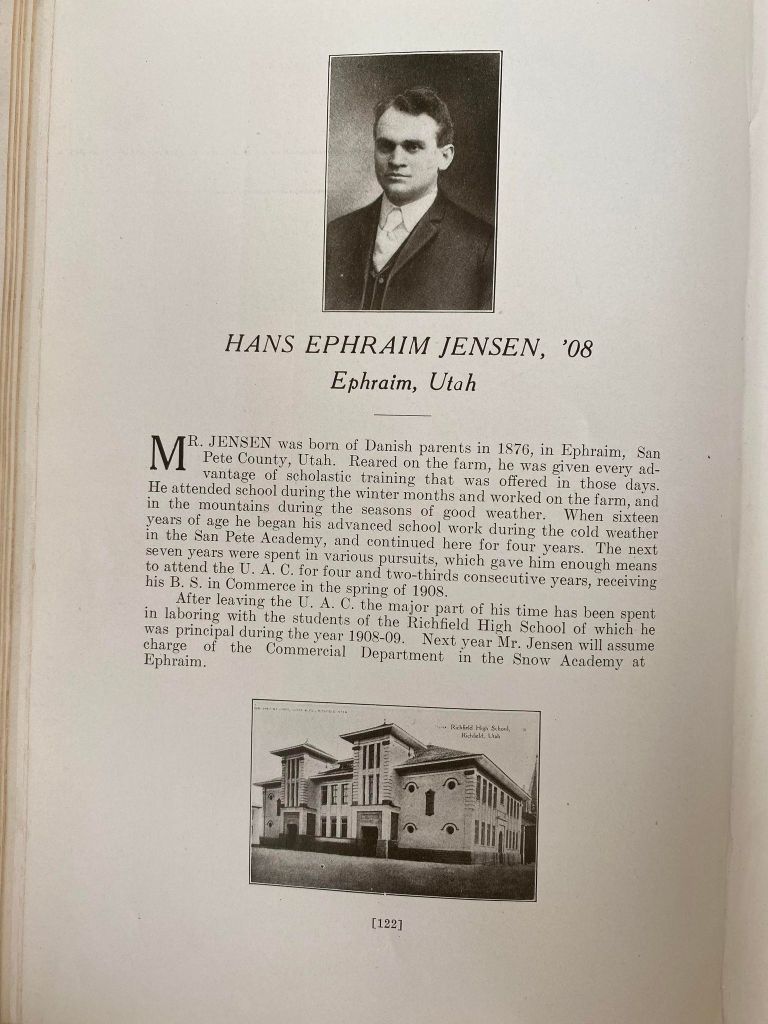 HANS EPHRAIM JENSEN, '08
Ephraim, Utah
MR. JENSEN was born of Danish parents in 1876, in Ephraim, San
Pete County, Utah. Reared on the farm, he was given every ad-
vantage of scholastic training that was offered in those days.
He attended school during the winter months and worked on the farm, and
in the mountains during the seasons of good weather. When sixteen
years of age he began his advanced school work during the cold weather
in the San Pete Academy, and continued here for four years. The next
seven years were spent in various pursuits, which gave him enough means
to attend the U. A. C. for four and two-thirds consecutive years, receiving
his B. S. in Commerce in the spring of 1908.
After leaving the U. A. C. the major part of his time has been spent
in laboring with the students of the Richfield High School of which he
was principal during the year 1908-09. Next year Mr. Jensen will assume
charge of the Commercial Department in the Snow Academy at
Ephraim.
Richfield High School,
Richfield, Utah
[122]